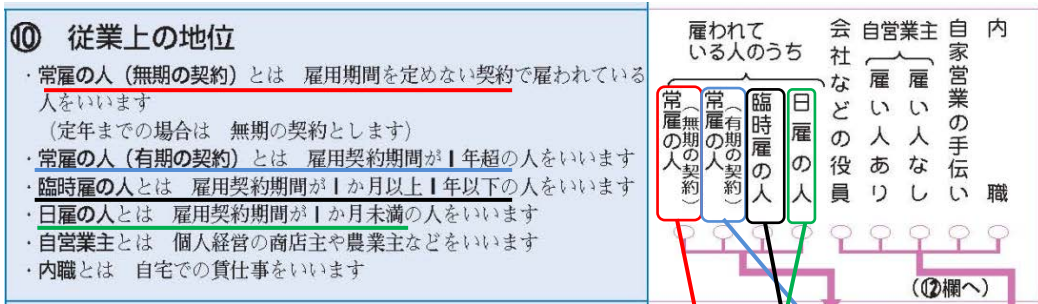 ⑩ 従業上の地位
・常雇の人（無期の契約）とは 雇用期間を定めない契約で雇われている
人をいいます
（定年までの場合は 無期の契約とします）
・常雇の人（有期の契約）とは 雇用契約期間が1年超の人をいいます
・臨時雇の人とは 雇用契約期間が1か月以上1年以下の人をいいます
・日雇の人とは 雇用契約期間が1か月未満の人をいいます
・自営業主とは 個人経営の商店主や農業主などをいいます
・内職とは 自宅での賃仕事をいいます
雇われて
いる人のうち
常雇の人
（無期の契約）
常雇の人
（有期の契約）
臨時雇の人
日雇の人
会社などの役員
自営業主
雇い人あり
雇い人なし
自家営業の手伝い
内職
（⑫欄へ）